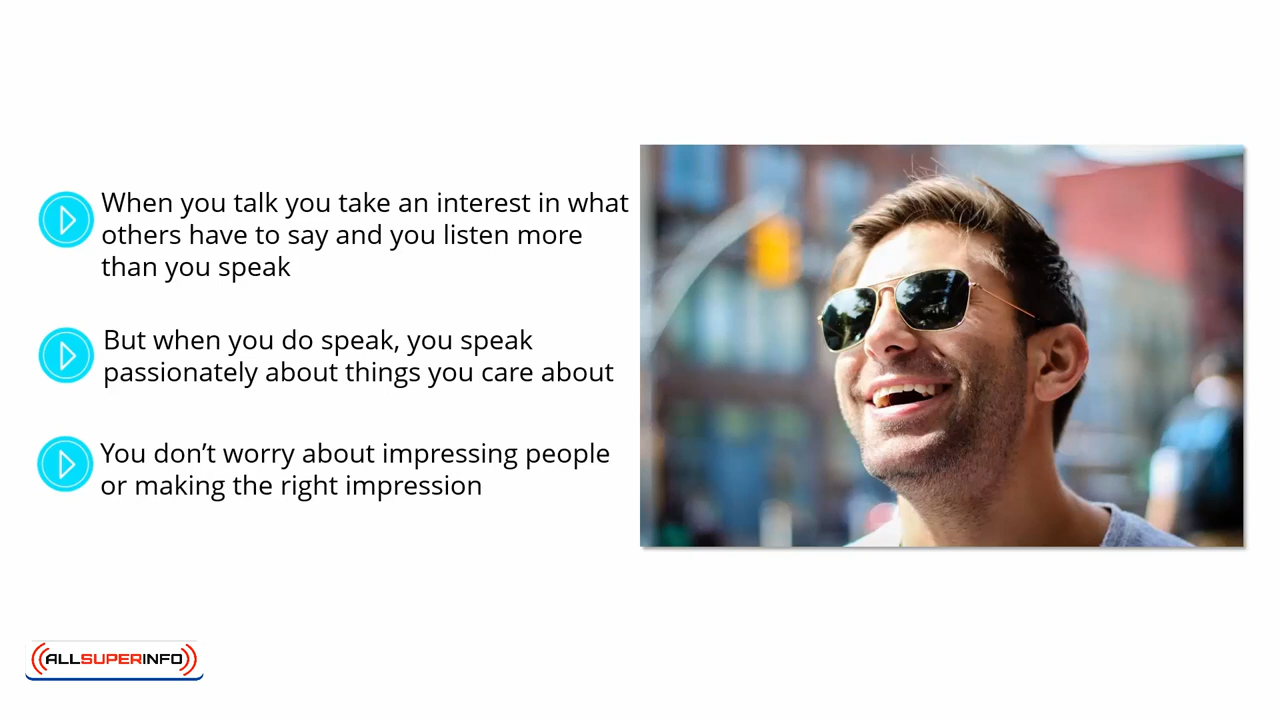 When you talk you take an interest in what
others have to say and you listen more
than you speak
But when you do speak, you speak
passionately about things you care about
You don’t worry about impressing people
or making the right impression
ALLSUPERINFO